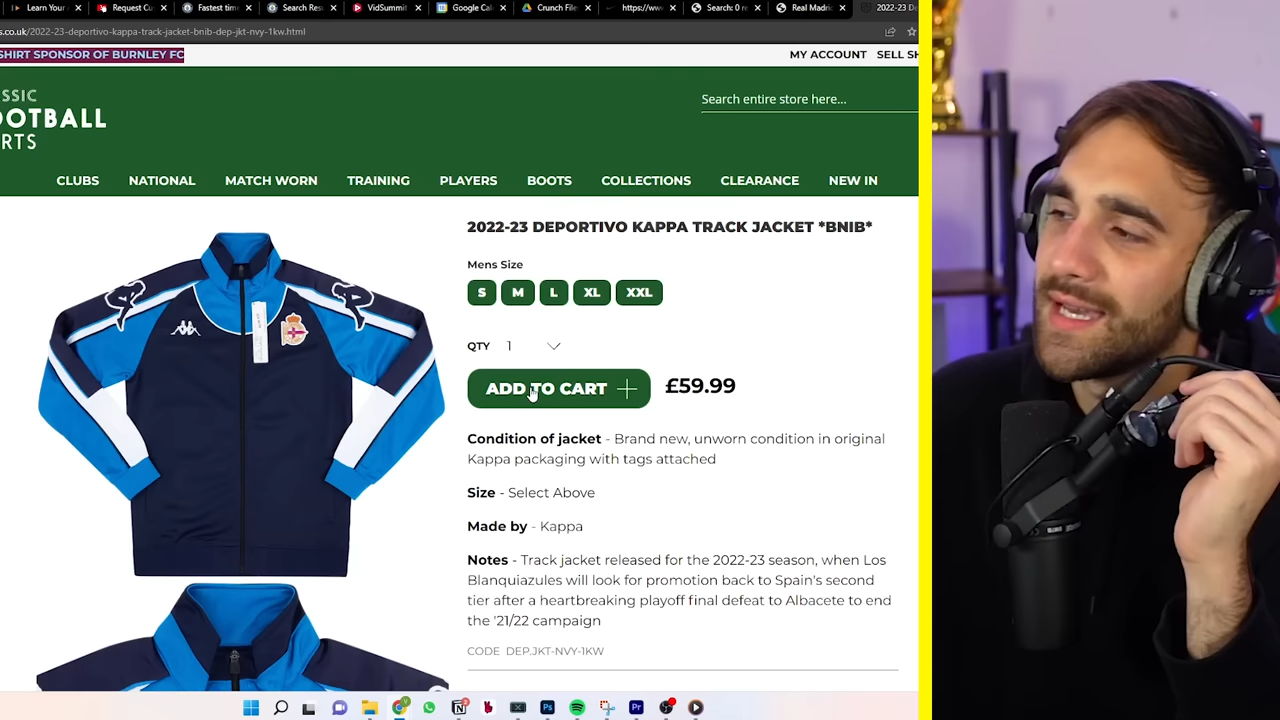 Learn Your
Request Cu
Fastest time
Search Res
VidSummit
Google Cal
Crunch File
https://ww
Search: 0 r
Real Madri
2022-23 De
s.co.uk/2022-23-deportivo-kappa-track-jacket-bnib-dep-jkt-nvy-1kw.html
SHIRT SPONSOR OF BURNLEY FC
MY ACCOUNT SELL SH
SSIC
OOTBALL
RTS
Search entire store here...
CLUBS NATIONAL MATCH WORN TRAINING PLAYERS BOOTS COLLECTIONS CLEARANCE NEW IN
2022-23 DEPORTIVO KAPPA TRACK JACKET *BNIB*
Mens Size
S M L XL XXL
QTY 1
ADD TO CART £59.99
Condition of jacket - Brand new, unworn condition in original
Kappa packaging with tags attached
Size - Select Above
Made by - Kappa
Notes - Track jacket released for the 2022-23 season, when Los
Blanquiazules will look for promotion back to Spain's second
tier after a heartbreaking playoff final defeat to Albacete to end
the '21/22 campaign
CODE DEP.JKT-NVY-1KW